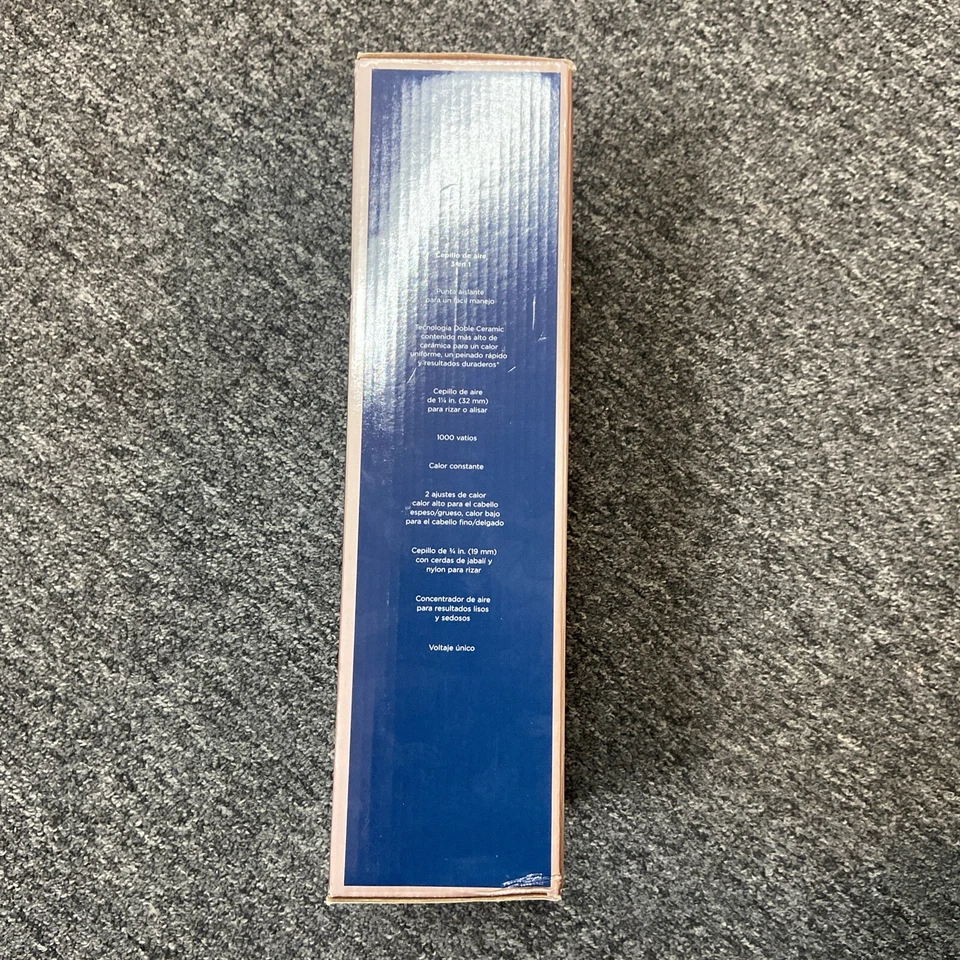 Cepillo de aire
3 en 1
Punta aislante
para un fácil manejo
Tecnología Doble Ceramic
contenido más alto de
cerámica para un calor
uniforme, un peinado rápido
y resultados duraderos*
Cepillo de aire
de 1¼ in. (32 mm)
para rizar o alisar
1000 vatios
Calor constante
2 ajustes de calor
calor alto para el cabello
espeso/grueso, calor bajo
para el cabello fino/delgado
Cepillo de ¾ in. (19 mm)
con cerdas de jabalí y
nylon para rizar
Concentrador de aire
para resultados lisos
y sedosos
Voltaje único